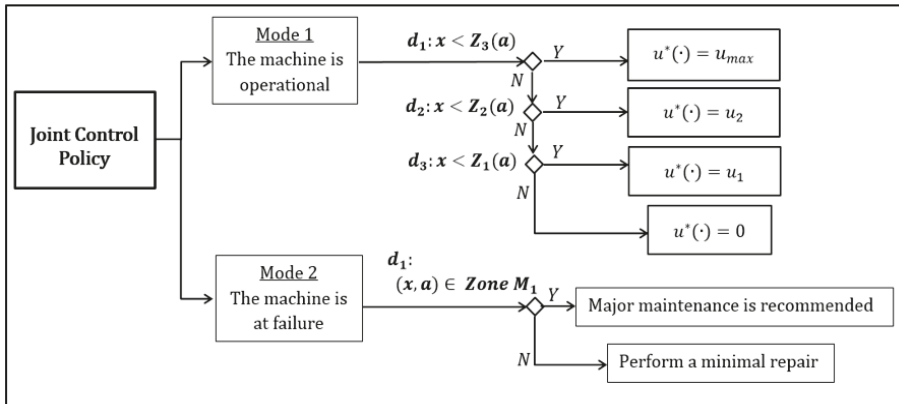 Joint Control
Policy
Mode 1
The machine is
operational
d₁: x < Z₃(a)
Y
u*(·) = uₘₐₓ
N
d₂: x < Z₂(a)
Y
u*(·) = u₂
N
d₃: x < Z₁(a)
Y
u*(·) = u₁
N
u*(·) = 0
Mode 2
The machine is
at failure
d₁:
(x, a) ∈ Zone M₁
Y
Major maintenance is recommended
N
Perform a minimal repair